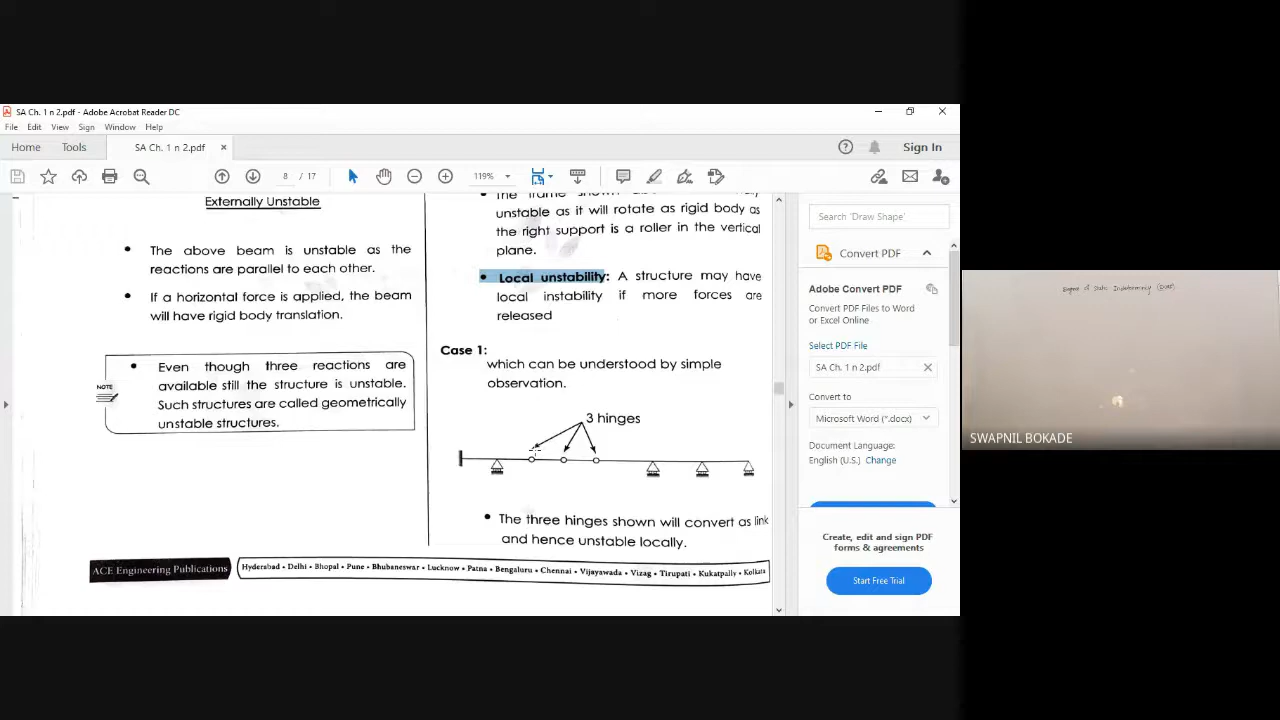 SA Ch. 1 n 2.pdf - Adobe Acrobat Reader DC
File Edit View Sign Window Help
Home Tools SA Ch. 1 n 2.pdf × Sign In
8 / 17 119%
Externally Unstable
• The above beam is unstable as the
reactions are parallel to each other.
• If a horizontal force is applied, the beam
will have rigid body translation.
NOTE
• Even though three reactions are
available still the structure is unstable.
Such structures are called geometrically
unstable structures.
unstable as it will rotate as rigid body as
the right support is a roller in the vertical
plane.
• Local unstability: A structure may have
local instability if more forces are
released
Case 1:
which can be understood by simple
observation.
3 hinges
• The three hinges shown will convert as link
and hence unstable locally.
ACE Engineering Publications
Hyderabad • Delhi • Bhopal • Pune • Bhubaneswar • Lucknow • Patna • Bengaluru • Chennai • Vijayawada • Vizag • Tirupati • Kukatpally • Kolkata
Search 'Draw Shape'
Convert PDF
Adobe Convert PDF
Convert PDF Files to Word
or Excel Online
Select PDF File
SA Ch. 1 n 2.pdf
Convert to
Microsoft Word (*.docx)
Document Language:
English (U.S.) Change
Create, edit and sign PDF
forms & agreements
Start Free Trial
Degree of Static Indeterminacy
SWAPNIL BOKADE